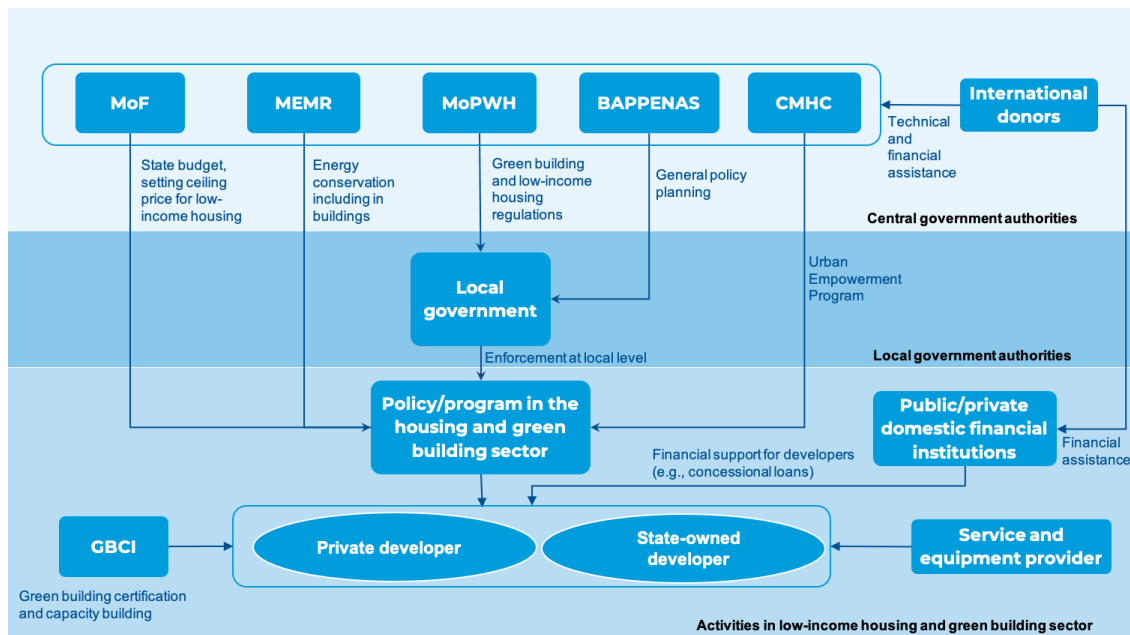 MoF
MEMR
MoPWH
BAPPENAS
CMHC
International
donors
Technical
and
financial
assistance
State budget,
setting ceiling
price for low-
income housing
Energy
conservation
including in
buildings
Green building
and low-income
housing
regulations
General policy
planning
Central government authorities
Urban
Empowerment
Program
Local
government
Enforcement at local level
Local government authorities
Policy/program in the
housing and green
building sector
Public/private
domestic financial
institutions
Financial
assistance
Financial support for developers
(e.g., concessional loans)
GBCI
Private developer
State-owned
developer
Service and
equipment provider
Green building certification
and capacity building
Activities in low-income housing and green building sector